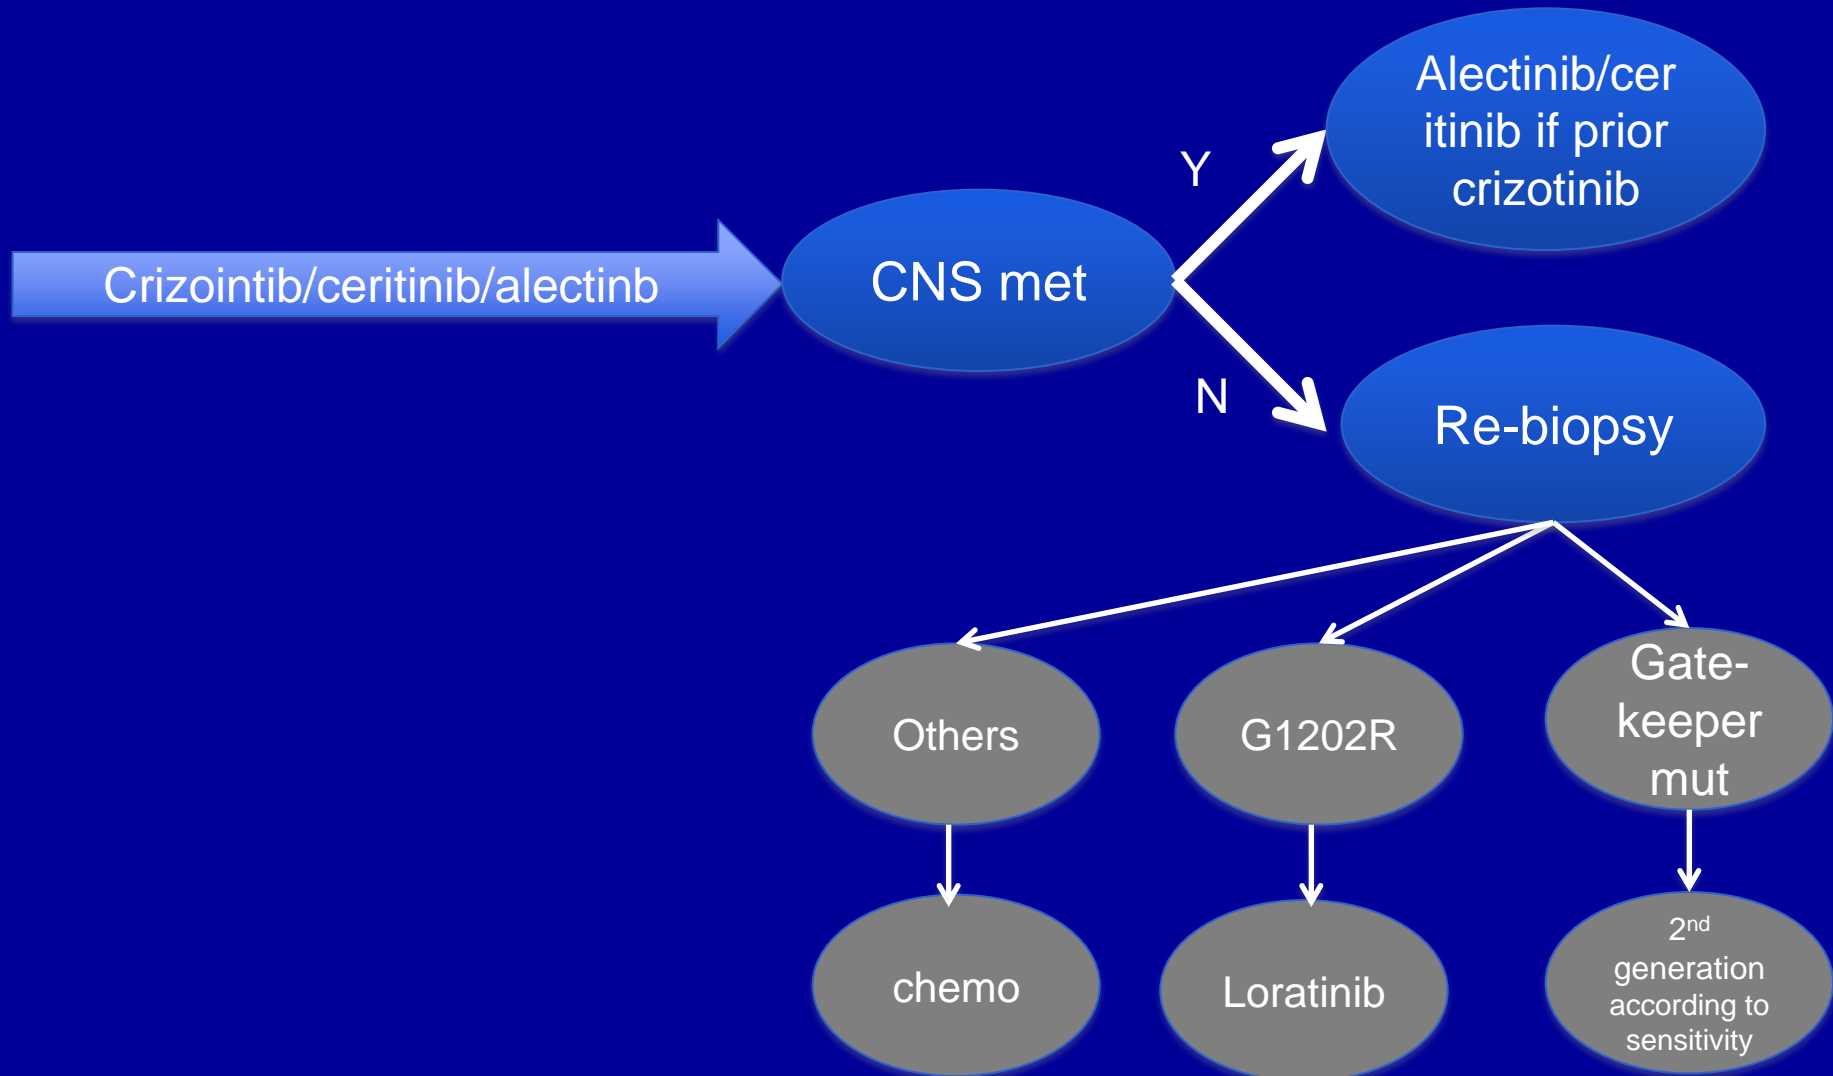 Alectinib/cer
itinib if prior
crizotinib
Y
Crizointib/ceritinib/alectinb
CNS met
N
Re-biopsy
Others
G1202R
Gate-
keeper
mut
chemo
Loratinib
2nd
generation
according to
sensitivity